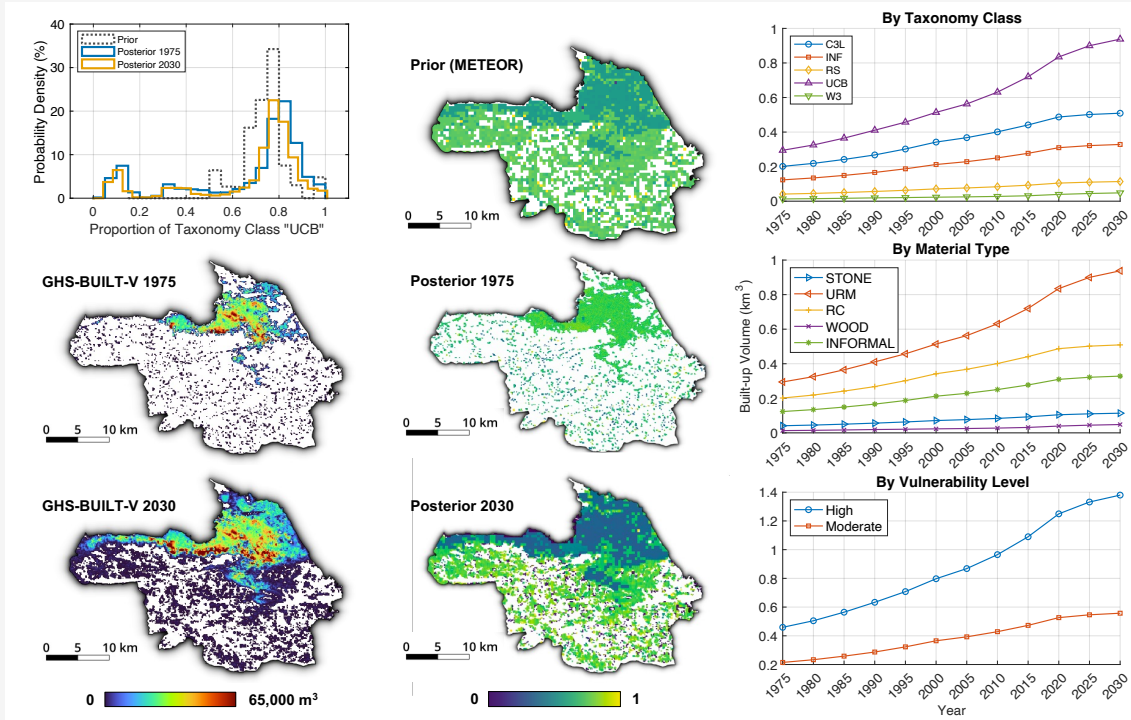 40
30
20
10
0
Probability Density (%)
Prior
Posterior 1975
Posterior 2030
0 0.2 0.4 0.6 0.8 1
Proportion of Taxonomy Class "UCB"
Prior (METEOR)
0 5 10 km
By Taxonomy Class
1
0.8
0.6
0.4
0.2
0
C3L
INF
RS
UCB
W3
1975 1980 1985 1990 1995 2000 2005 2010 2015 2020 2025 2030
GHS-BUILT-V 1975
0 5 10 km
Posterior 1975
0 5 10 km
By Material Type
Built-up Volume (km³)
1
0.8
0.6
0.4
0.2
0
STONE
URM
RC
WOOD
INFORMAL
1975 1980 1985 1990 1995 2000 2005 2010 2015 2020 2025 2030
GHS-BUILT-V 2030
0 5 10 km
0 65,000 m³
Posterior 2030
0 5 10 km
0 1
By Vulnerability Level
1.4
1.2
1
0.8
0.6
0.4
0.2
High
Moderate
1975 1980 1985 1990 1995 2000 2005 2010 2015 2020 2025 2030
Year